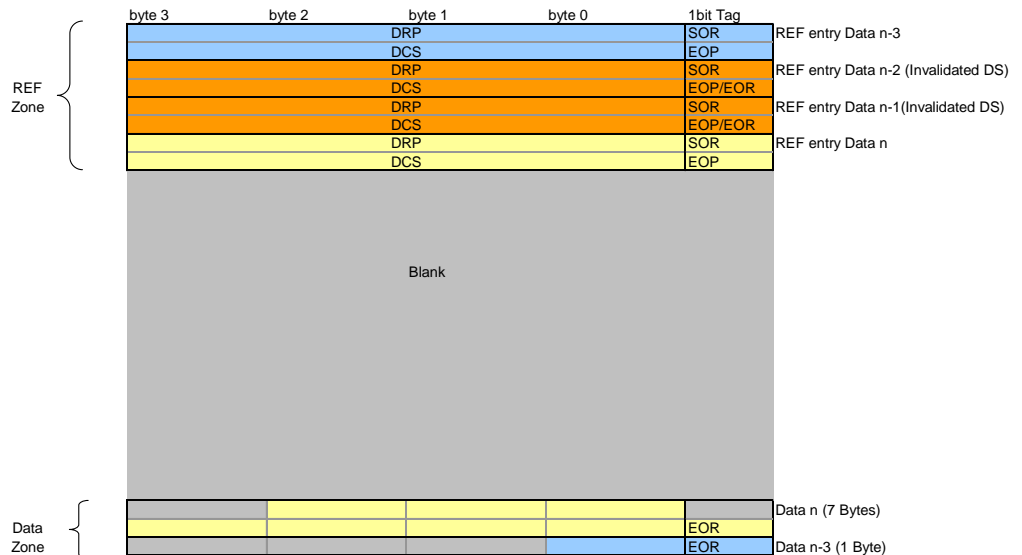 byte 3 byte 2 byte 1 byte 0 1bit Tag
DRP SOR REF entry Data n-3
DCS EOP
DRP SOR REF entry Data n-2 (Invalidated DS)
REF
DCS EOP/EOR
Zone
DRP SOR REF entry Data n-1(Invalidated DS)
DCS EOP/EOR
DRP SOR REF entry Data n
DCS EOP
Blank
Data n (7 Bytes)
Data
EOR
Zone
EOR Data n-3 (1 Byte)